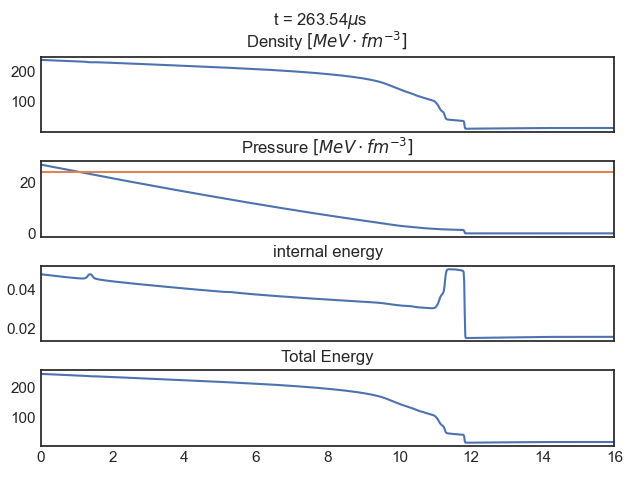 t = 263.54μs
Density [MeV · fm⁻³]
200
100
Pressure [MeV · fm⁻³]
20
0
internal energy
0.04
0.02
Total Energy
200
100
0 2 4 6 8 10 12 14 16